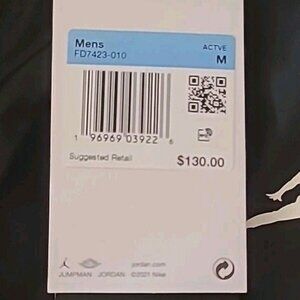 Mens ACTVE
FD7423-010 M
1 96969 03922 6
Suggested Retail $130.00
jordan.com
JUMPMAN JORDAN ©2021 Nike